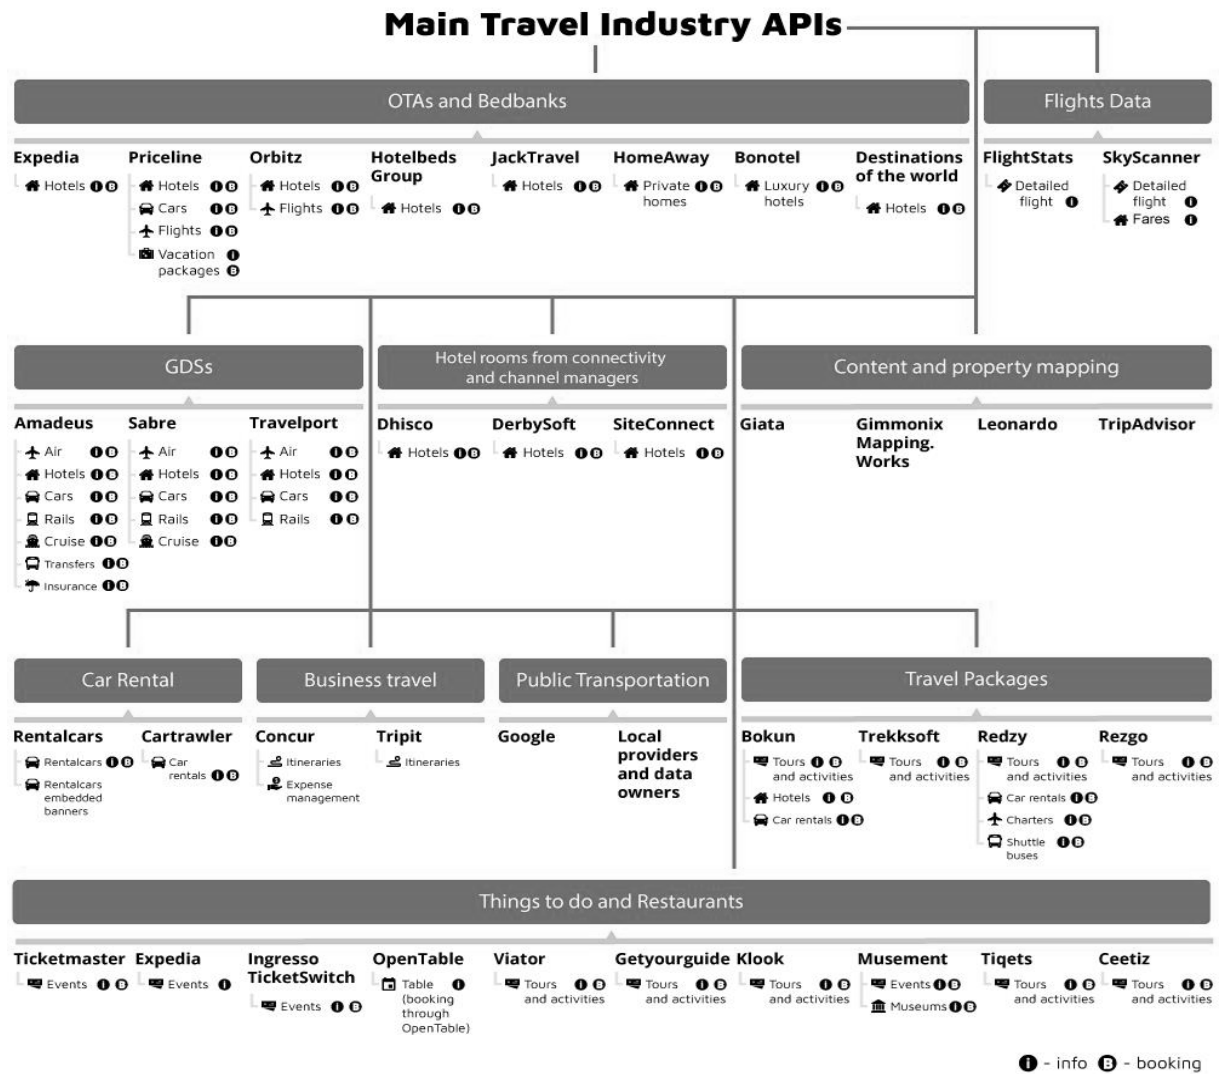 Main Travel Industry APIs
OTAs and Bedbanks
Expedia
Hotels i B
Priceline
Hotels i B
Cars i B
Flights i B
Vacation i
packages B
Orbitz
Hotels i B
Flights i B
Hotelbeds
Group
Hotels i B
JackTravel
Hotels i B
HomeAway
Private i B
homes
Bonotel
Luxury i B
hotels
Destinations
of the world
Hotels i B
Flights Data
FlightStats
Detailed
flight i
SkyScanner
Detailed
flight i
Fares i
GDSs
Amadeus
Air i B
Hotels i B
Cars i B
Rails i B
Cruise i B
Transfers i B
Insurance i B
Sabre
Air i B
Hotels i B
Cars i B
Rails i B
Cruise i B
Travelport
Air i B
Hotels i B
Cars i B
Rails i B
Hotel rooms from connectivity
and channel managers
Dhisco
Hotels i B
DerbySoft
Hotels i B
SiteConnect
Hotels i B
Content and property mapping
Giata
Gimmonix
Mapping.
Works
Leonardo
TripAdvisor
Car Rental
Rentalcars
Rentalcars i B
Rentalcars
embedded
banners
Cartrawler
Car
rentals i B
Business travel
Concur
Itineraries
Expense
management
Tripit
Itineraries
Public Transportation
Google
Local
providers
and data
owners
Travel Packages
Bokun
Tours i B
and activities
Hotels i B
Car rentals i B
Trekksoft
Tours i B
and activities
Redzy
Tours i B
and activities
Car rentals i B
Charters i B
Shuttle i B
buses
Rezgo
Tours i B
and activities
Things to do and Restaurants
Ticketmaster
Events i B
Expedia
Events i
Ingresso
TicketSwitch
Events i B
OpenTable
Table i
(booking
through
OpenTable)
Viator
Tours i B
and activities
Getyourguide
Tours i B
and activities
Klook
Tours i B
and activities
Musement
Events i B
Museums i B
Tiqets
Tours i B
and activities
Ceetiz
Tours i B
and activities
i - info B - booking